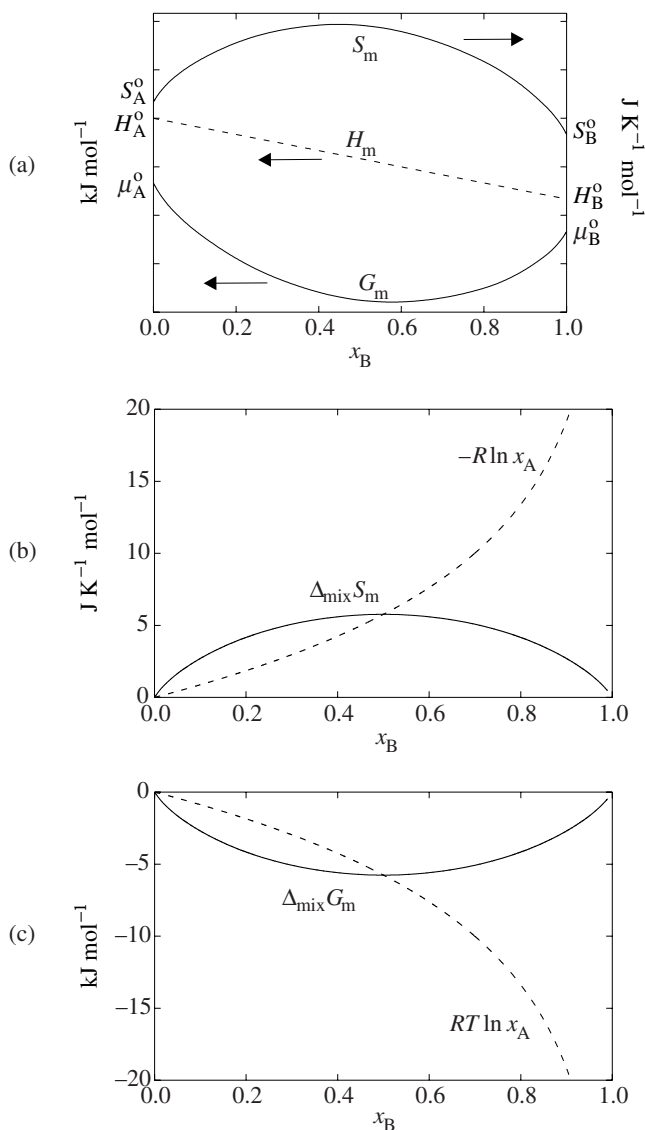 (a)
kJ mol⁻¹
J K⁻¹ mol⁻¹
S°_A
H°_A
μ°_A
S_m
H_m
G_m
S°_B
H°_B
μ°_B
0.0 0.2 0.4 0.6 0.8 1.0
x_B
(b)
J K⁻¹ mol⁻¹
20
15
10
5
0
–R ln x_A
Δ_mix S_m
0.0 0.2 0.4 0.6 0.8 1.0
x_B
(c)
kJ mol⁻¹
0
–5
–10
–15
–20
Δ_mix G_m
RT ln x_A
0.0 0.2 0.4 0.6 0.8 1.0
x_B